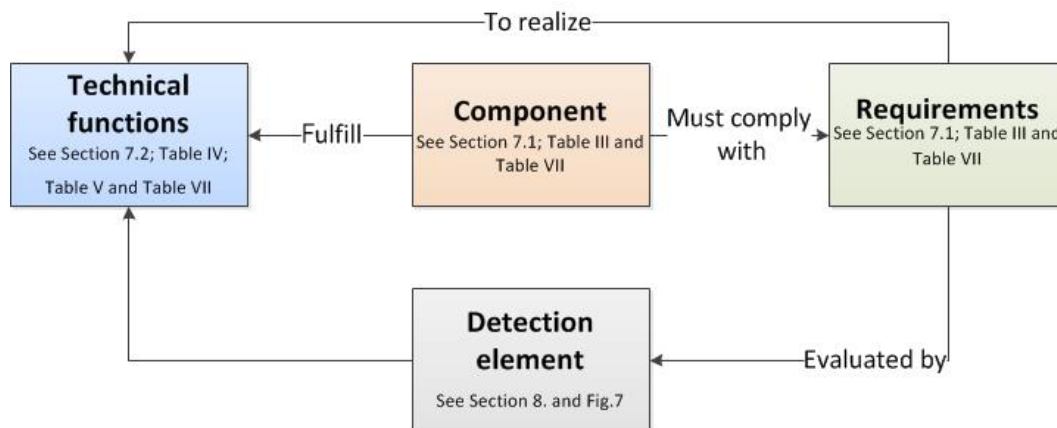 To realize
Technical
functions
See Section 7.2; Table IV;
Table V and Table VII
Fulfill
Component
See Section 7.1; Table III and
Table VII
Must comply
with
Requirements
See Section 7.1; Table III and
Table VII
Detection
element
See Section 8. and Fig.7
Evaluated by